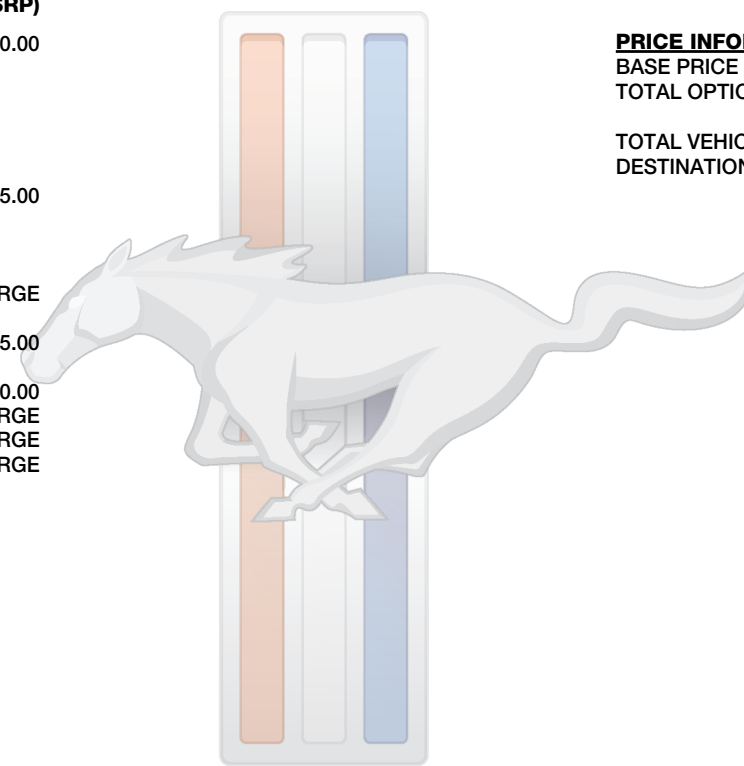 SRP)
0.00
5.00
RGE
5.00
0.00
RGE
RGE
RGE
PRICE INFO
BASE PRICE
TOTAL OPTIO
TOTAL VEHIC
DESTINATION